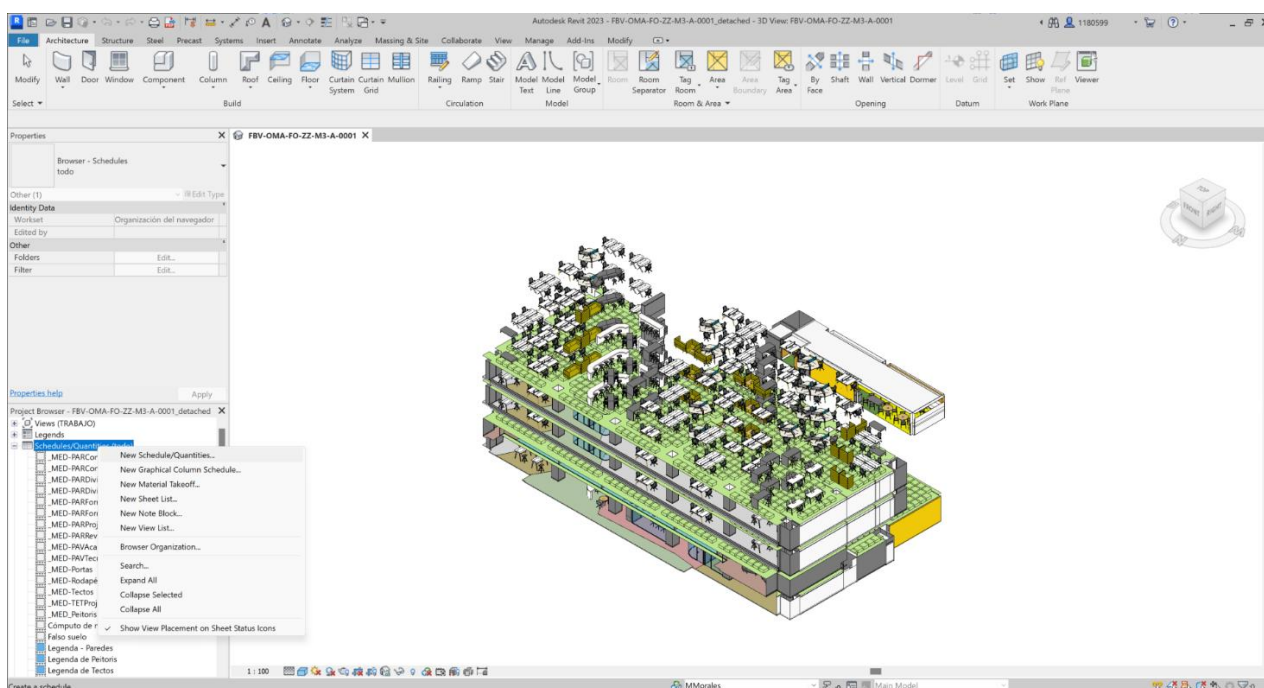 Autodesk Revit 2023 - FBV-OMA-FO-ZZ-M3-A-0001_detached - 3D View: FBV-OMA-FO-ZZ-M3-A-0001
1180599
File Architecture Structure Steel Precast Systems Insert Annotate Analyze Massing & Site Collaborate View Manage Add-Ins Modify
Modify Wall Door Window Component Column Roof Ceiling Floor Curtain System Curtain Grid Mullion Railing Ramp Stair Model Text Model Line Model Group Room Room Separator Tag Room Area Area Boundary Tag Area By Face Shaft Wall Vertical Dormer Level Grid Set Show Ref Plane Viewer
Select Build Circulation Model Room & Area Opening Datum Work Plane
Properties
FBV-OMA-FO-ZZ-M3-A-0001
Browser - Schedules
todo
Other (1) Edit Type
Identity Data
Workset Organización del navegador
Edited by
Other
Folders Edit...
Filter Edit...
Properties help Apply
Project Browser - FBV-OMA-FO-ZZ-M3-A-0001_detached
Views (TRABAJO)
Legends
Schedules/Quantities (todo)
_MED-PARCor
_MED-PARCor
_MED-PARDivi
_MED-PARDivi
_MED-PARForr
_MED-PARForr
_MED-PARProj
_MED-PARRev
_MED-PAVAca
_MED-PAVTec
_MED-Portas
_MED-Rodapé
_MED-Tectos
_MED-TETProj
_MED_Peitoris
Cómputo de r
Falso suelo
Legenda - Paredes
Legenda de Peitoris
Legenda de Tectos
New Schedule/Quantities...
New Graphical Column Schedule...
New Material Takeoff...
New Sheet List...
New Note Block...
New View List...
Browser Organization...
Search...
Expand All
Collapse Selected
Collapse All
Show View Placement on Sheet Status Icons
TOP
FRONT
RIGHT
1 : 100
Create a schedule
MMorales
Main Model